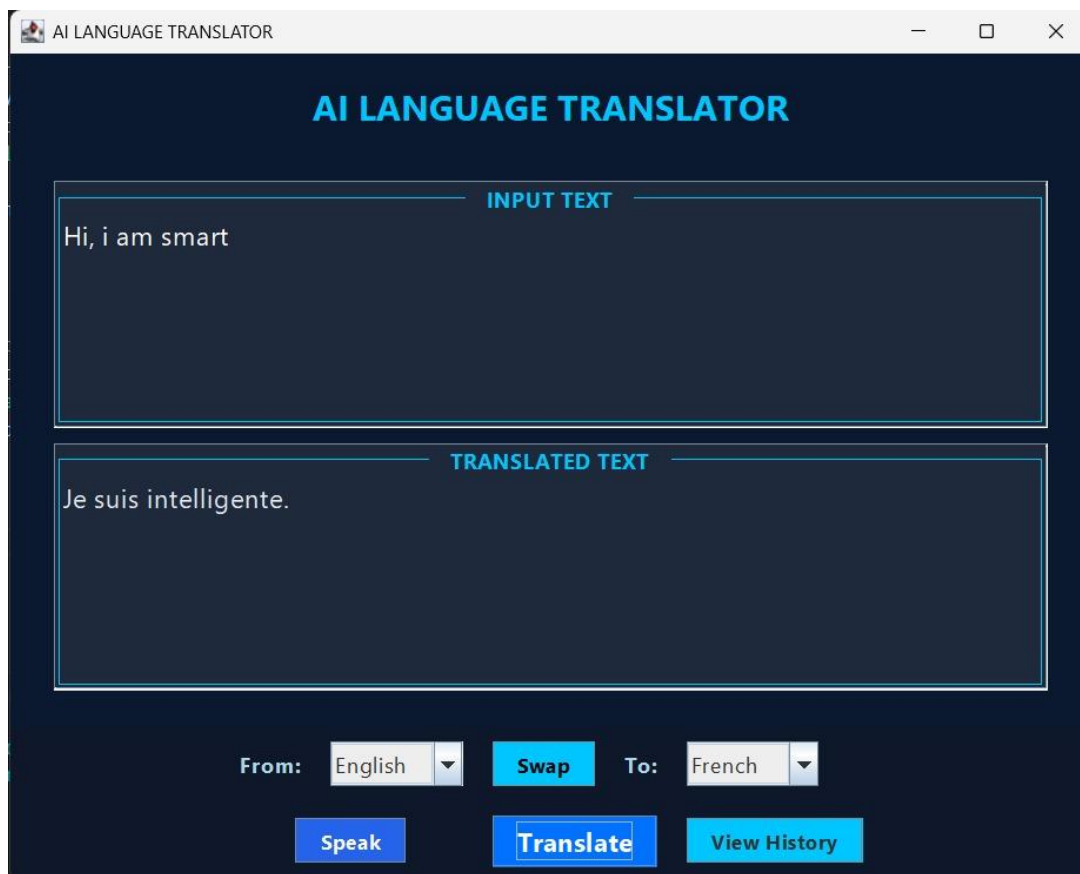 AI LANGUAGE TRANSLATOR
AI LANGUAGE TRANSLATOR
INPUT TEXT
Hi, i am smart
TRANSLATED TEXT
Je suis intelligente.
From: English Swap To: French
Speak Translate View History